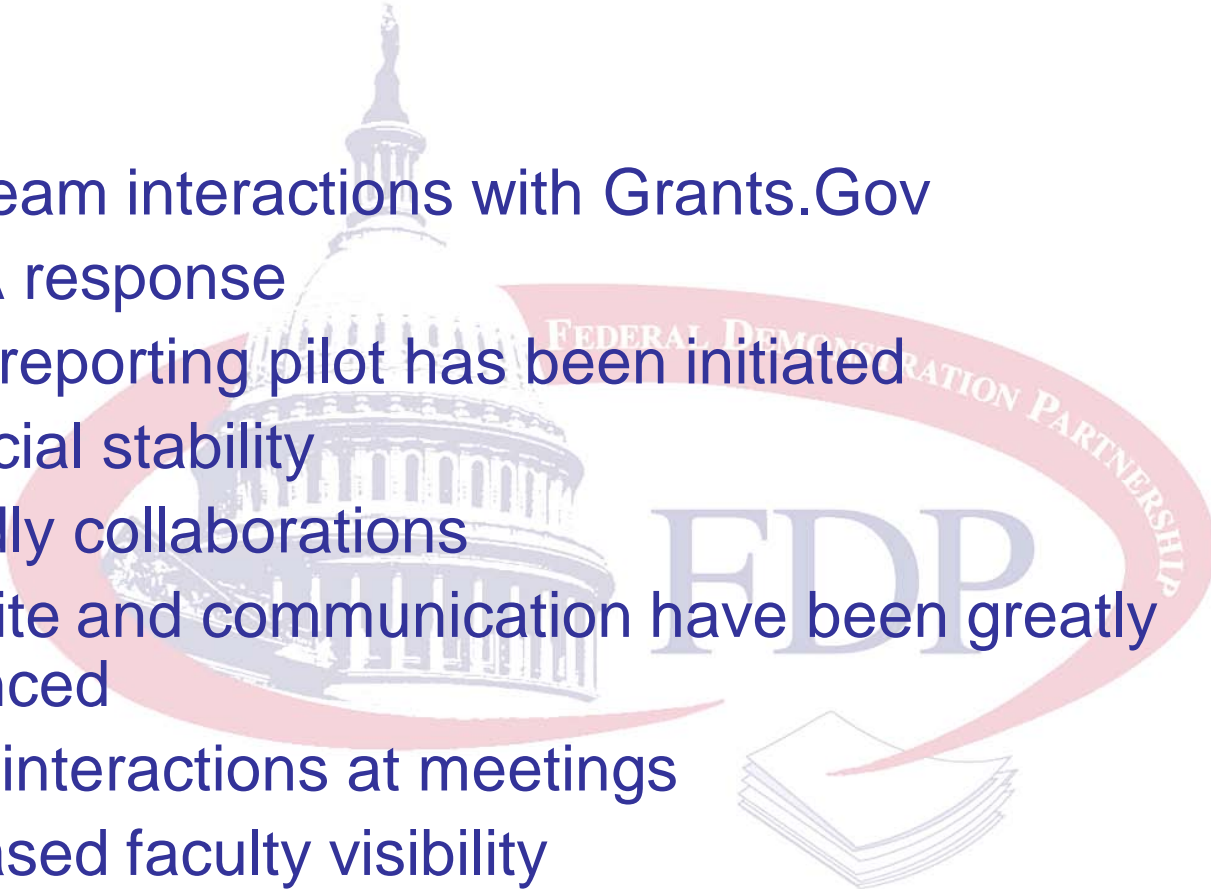 eam interactions with Grants.Gov
response
reporting pilot has been initiated
cial stability
lly collaborations
ite and communication have been greatly
nced
interactions at meetings
ased faculty visibility
FEDERAL DEMONSTRATION PARTNERSHIP
FDP